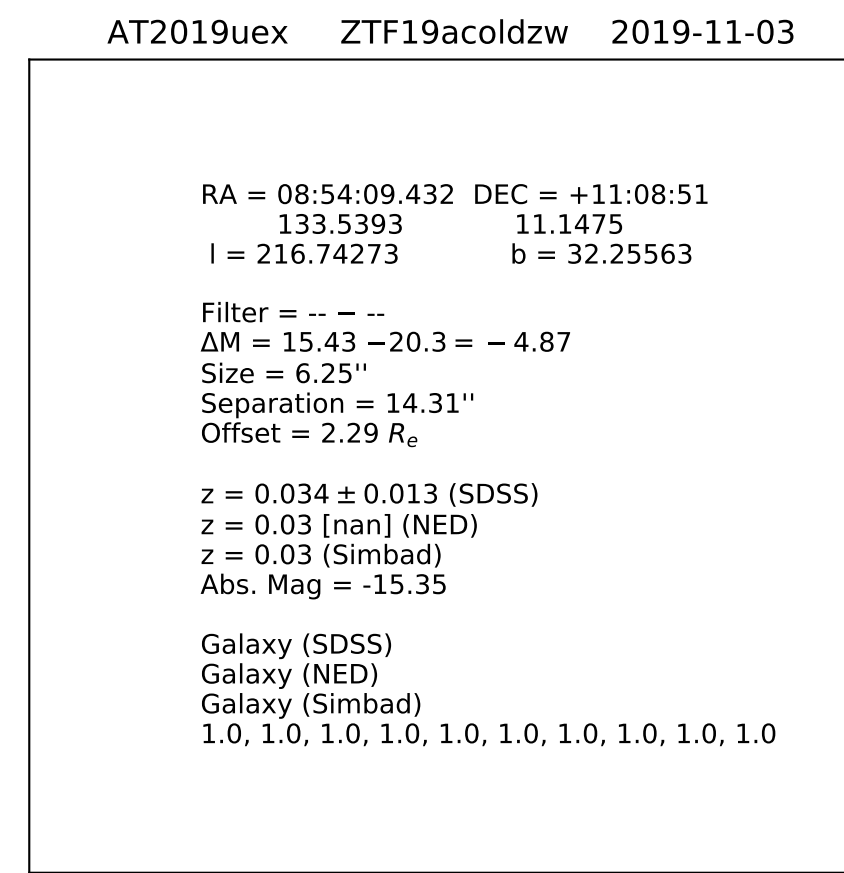 AT2019uex ZTF19acoldzw 2019-11-03
RA = 08:54:09.432 DEC = +11:08:51
133.5393 11.1475
l = 216.74273 b = 32.25563
Filter = -- − --
ΔM = 15.43 −20.3 = − 4.87
Size = 6.25''
Separation = 14.31''
Offset = 2.29 Rₑ
z = 0.034 ± 0.013 (SDSS)
z = 0.03 [nan] (NED)
z = 0.03 (Simbad)
Abs. Mag = -15.35
Galaxy (SDSS)
Galaxy (NED)
Galaxy (Simbad)
1.0, 1.0, 1.0, 1.0, 1.0, 1.0, 1.0, 1.0, 1.0, 1.0